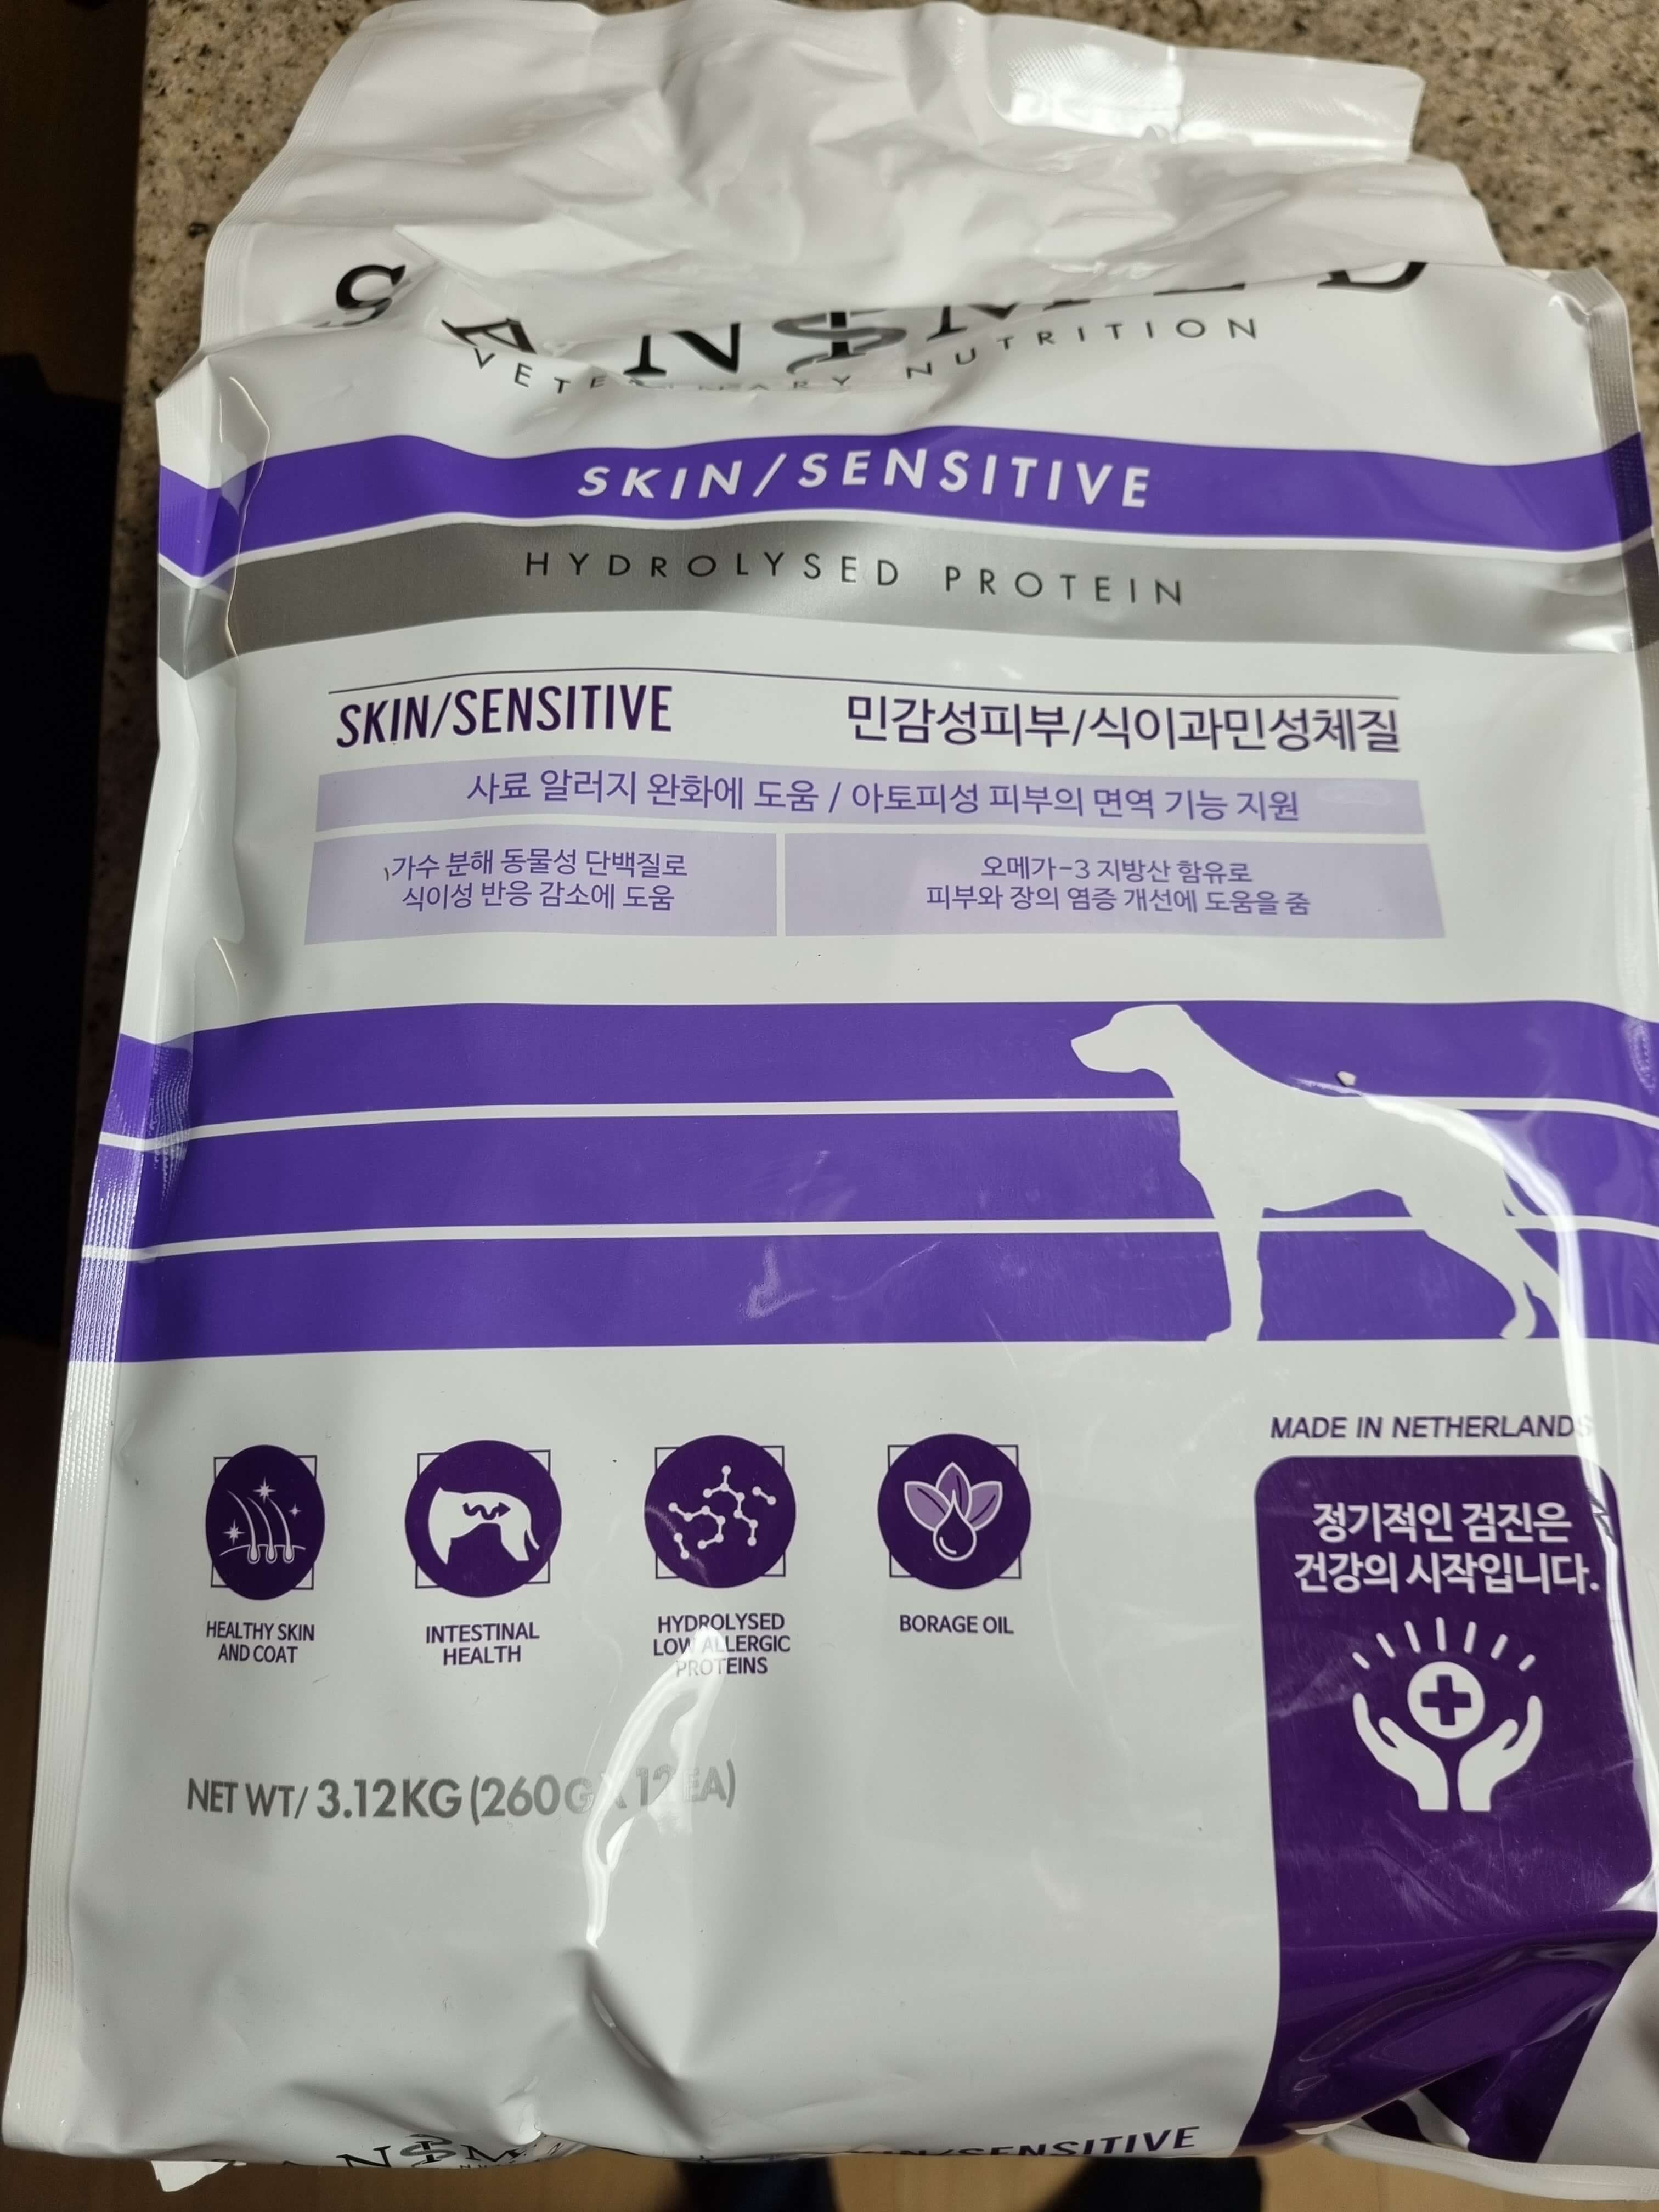 SANIMED
VETERINARY NUTRITION
SKIN/SENSITIVE
HYDROLYSED PROTEIN
SKIN/SENSITIVE
민감성피부/식이과민성체질
사료 알러지 완화에 도움 / 아토피성 피부의 면역 기능 지원
가수 분해 동물성 단백질로
식이성 반응 감소에 도움
오메가-3 지방산 함유로
피부와 장의 염증 개선에 도움을 줌
MADE IN NETHERLANDS
정기적인 검진은
건강의 시작입니다.
HEALTHY SKIN
AND COAT
INTESTINAL
HEALTH
HYDROLYSED
LOW ALLERGIC
PROTEINS
BORAGE OIL
NET WT/ 3.12KG (260G X 12EA)
SKIN/SENSITIVE